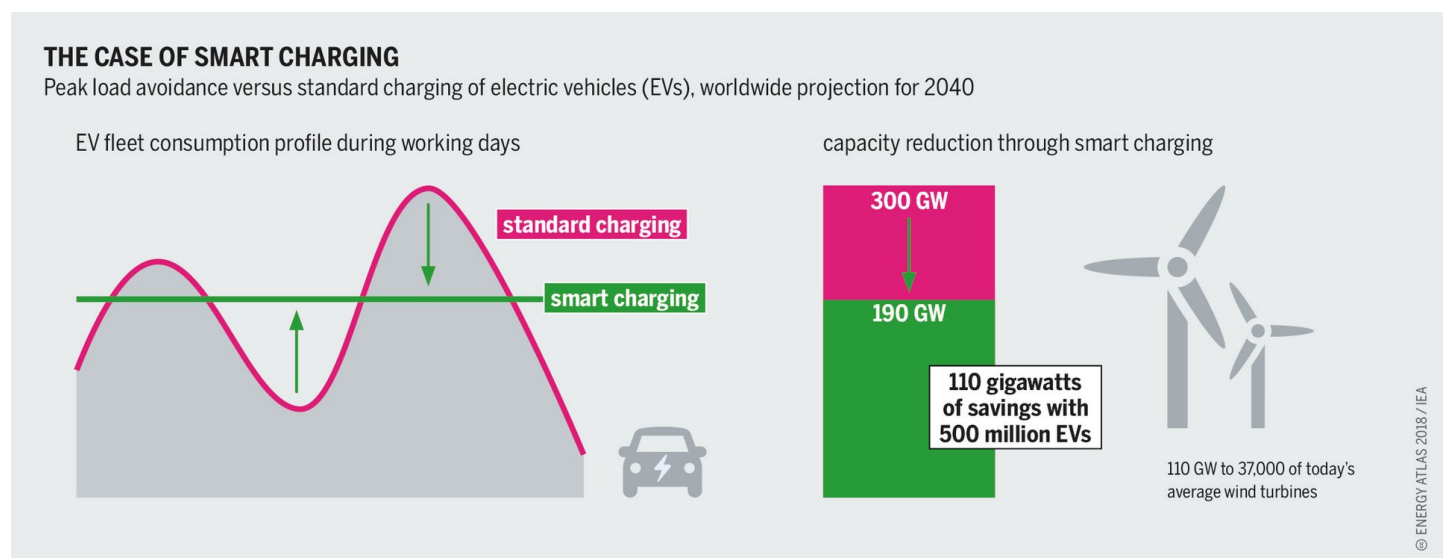 THE CASE OF SMART CHARGING
Peak load avoidance versus standard charging of electric vehicles (EVs), worldwide projection for 2040
EV fleet consumption profile during working days
standard charging
smart charging
capacity reduction through smart charging
300 GW
190 GW
110 gigawatts
of savings with
500 million EVs
110 GW to 37,000 of today's
average wind turbines
ENERGY ATLAS 2018 / IEA